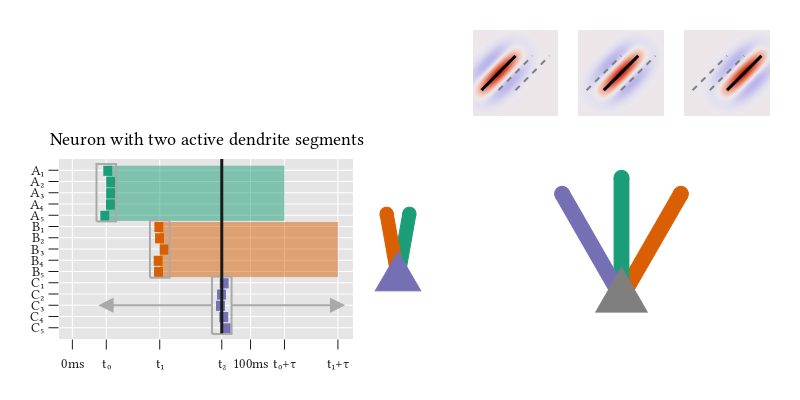 Neuron with two active dendrite segments
A₁
A₂
A₃
A₄
A₅
B₁
B₂
B₃
B₄
B₅
C₁
C₂
C₃
C₄
C₅
0ms t₀ t₁ t₂ 100ms t₀+τ t₁+τ